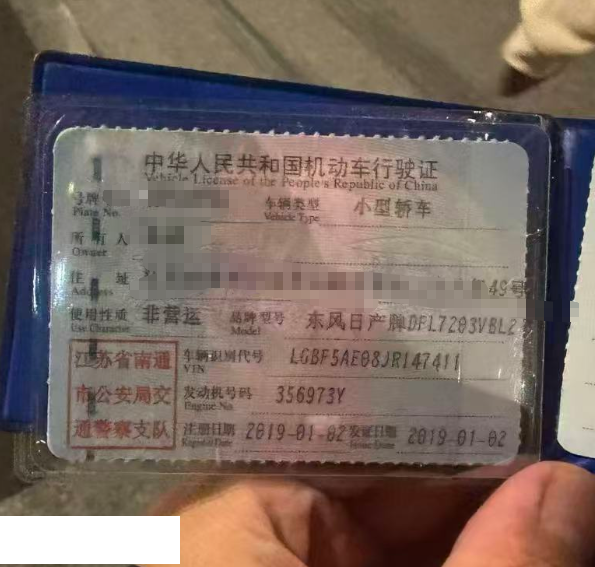 中华人民共和国机动车行驶证
Vehicle License of the People's Republic of China
号牌
Plate No.
车辆类型 小型轿车
Vehicle Type
所有人
Owner
住 址 49号
Address
使用性质 非营运 品牌型号 东风日产牌DFL7203VBL2
Use Character Model
江苏省南通
市公安局交
通警察支队
车辆识别代号 LGBF5AE08JR147411
VIN
发动机号码 356973Y
Engine No.
注册日期 2019-01-02 发证日期 2019-01-02
Register Date Issue Date